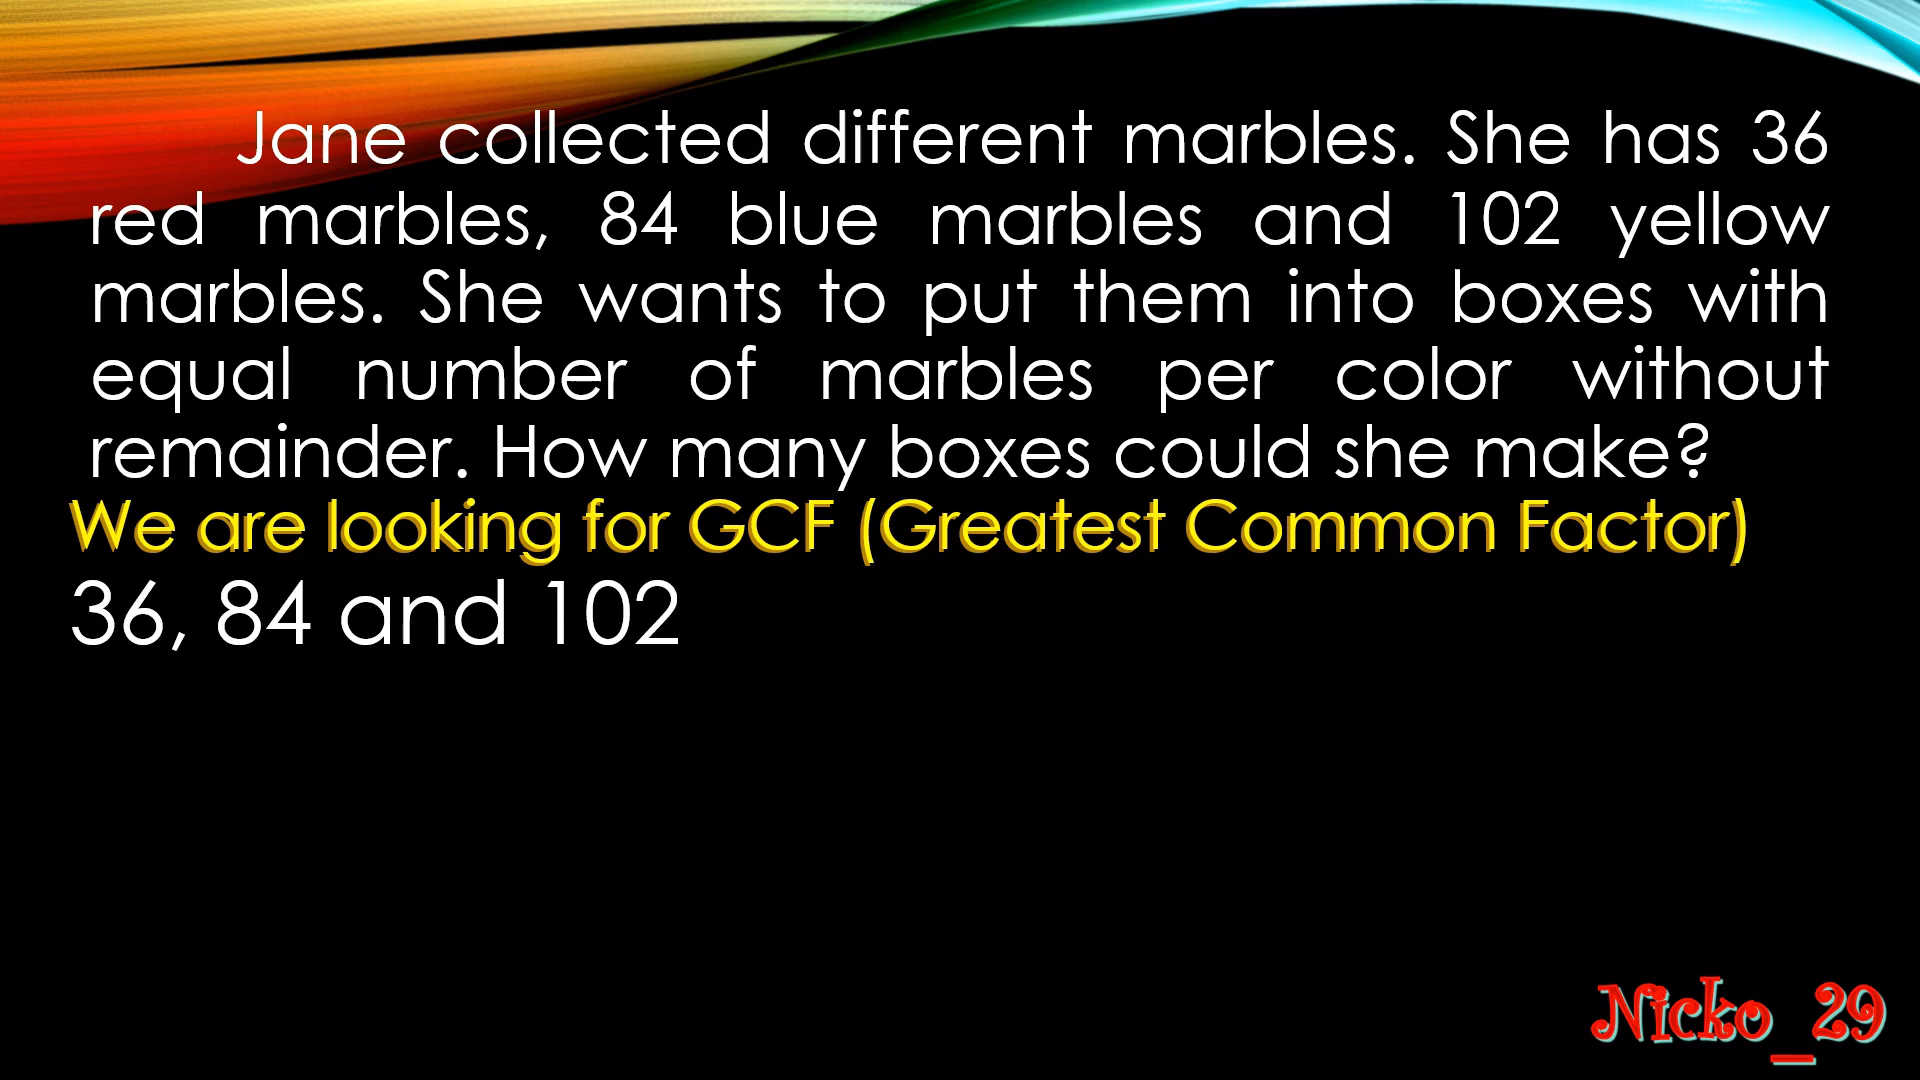 Jane collected different marbles. She has 36
red marbles, 84 blue marbles and 102 yellow
marbles. She wants to put them into boxes with
equal number of marbles per color without
remainder. How many boxes could she make?
We are looking for GCF (Greatest Common Factor)
36, 84 and 102
Nicko_29